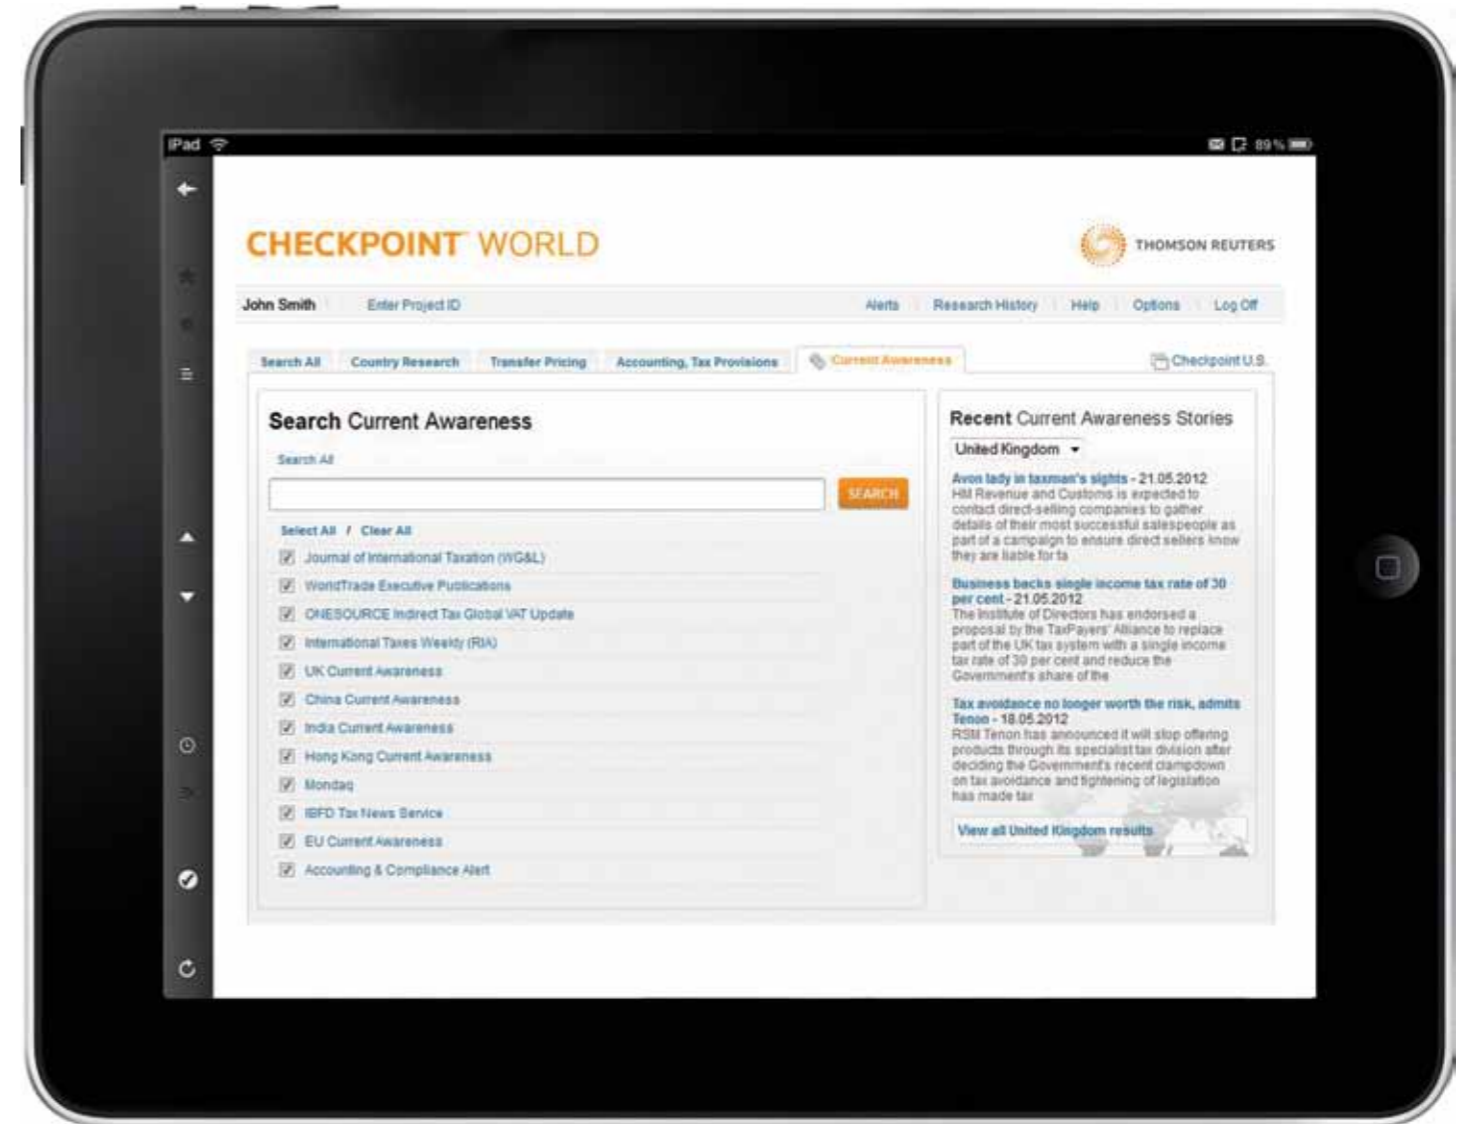 iPad
89%
CHECKPOINT WORLD
THOMSON REUTERS
John Smith
Enter Project ID
Alerts
Research History
Help
Options
Log Off
Search All
Country Research
Transfer Pricing
Accounting, Tax Provisions
Current Awareness
Checkpoint U.S.
Search Current Awareness
Search All
SEARCH
Select All / Clear All
Journal of International Taxation (WG&L)
WorldTrade Executive Publications
ONESOURCE Indirect Tax Global VAT Update
International Taxes Weekly (RIA)
UK Current Awareness
China Current Awareness
India Current Awareness
Hong Kong Current Awareness
Mondaq
IBFD Tax News Service
EU Current Awareness
Accounting & Compliance Alert
Recent Current Awareness Stories
United Kingdom
Avon lady in taxman's sights - 21.05.2012
HM Revenue and Customs is expected to
contact direct-selling companies to gather
details of their most successful salespeople as
part of a campaign to ensure direct sellers know
they are liable for ta
Business backs single income tax rate of 30
per cent - 21.05.2012
The Institute of Directors has endorsed a
proposal by the TaxPayers' Alliance to replace
part of the UK tax system with a single income
tax rate of 30 per cent and reduce the
Government's share of the
Tax avoidance no longer worth the risk, admits
Tenon - 18.05.2012
RSM Tenon has announced it will stop offering
products through its specialist tax division after
deciding the Government's recent clampdown
on tax avoidance and tightening of legislation
has made tax
View all United Kingdom results